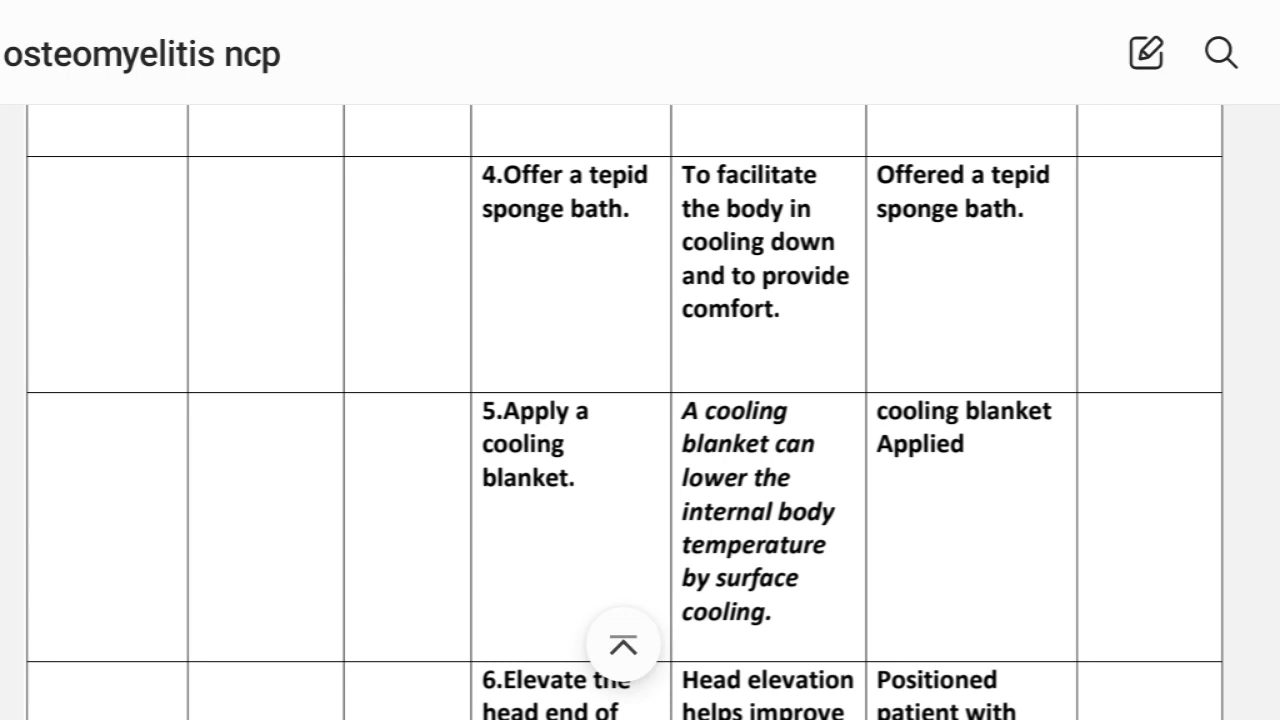 osteomyelitis ncp
4.Offer a tepid
sponge bath.
To facilitate
the body in
cooling down
and to provide
comfort.
Offered a tepid
sponge bath.
5.Apply a
cooling
blanket.
A cooling
blanket can
lower the
internal body
temperature
by surface
cooling.
cooling blanket
Applied
6.Elevate the
head end of
Head elevation
helps improve
Positioned
patient with